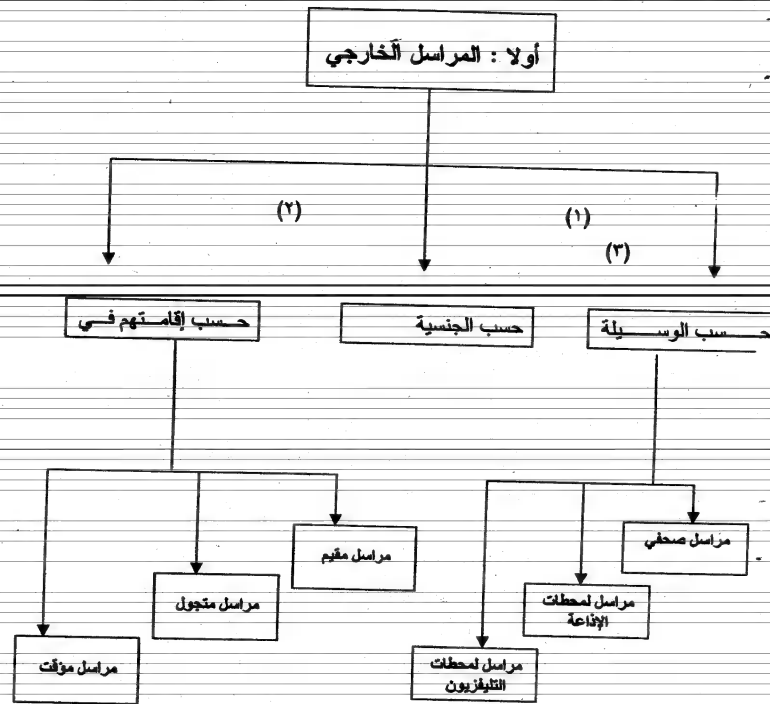 أولا : المراسل الخارجي
(١)
(٢)
(٣)
حسب الوسيلة
حسب الجنسية
حسب إقامتهم في
مراسل صحفي
مراسل لمحطات
الإذاعة
مراسل لمحطات
التليفزيون
مراسل مقيم
مراسل متجول
مراسل مؤقت